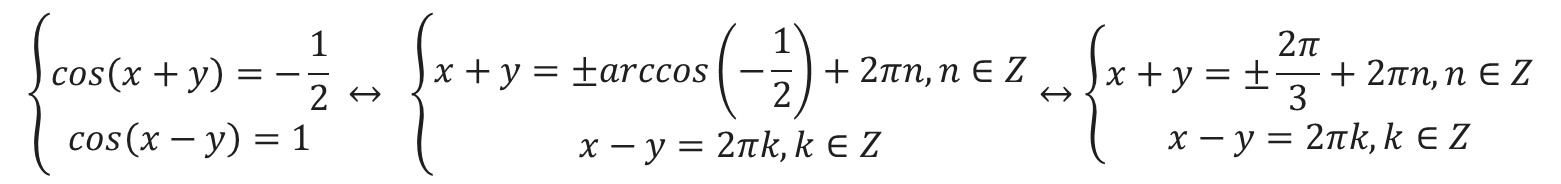 { cos(x + y) = −1/2 ↔ { x + y = ±arccos(−1/2) + 2πn, n ∈ Z ↔ { x + y = ±2π/3 + 2πn, n ∈ Z
cos(x − y) = 1 x − y = 2πk, k ∈ Z x − y = 2πk, k ∈ Z